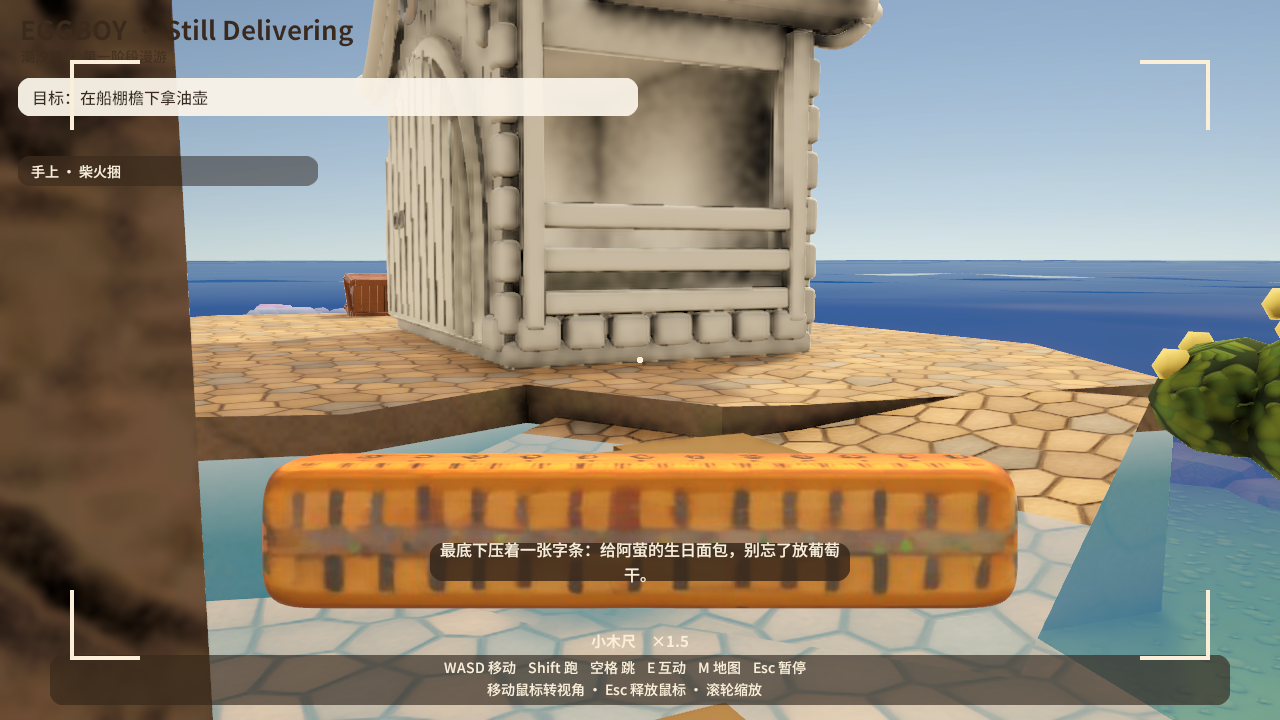 EGGBOY · Still Delivering
目标：在船棚檐下拿油壶
手上 · 柴火捆
最底下压着一张字条：给阿萤的生日面包，别忘了放葡萄
干。
小木尺 ×1.5
WASD 移动 Shift 跑 空格 跳 E 互动 M 地图 Esc 暂停
移动鼠标转视角 · Esc 释放鼠标 · 滚轮缩放